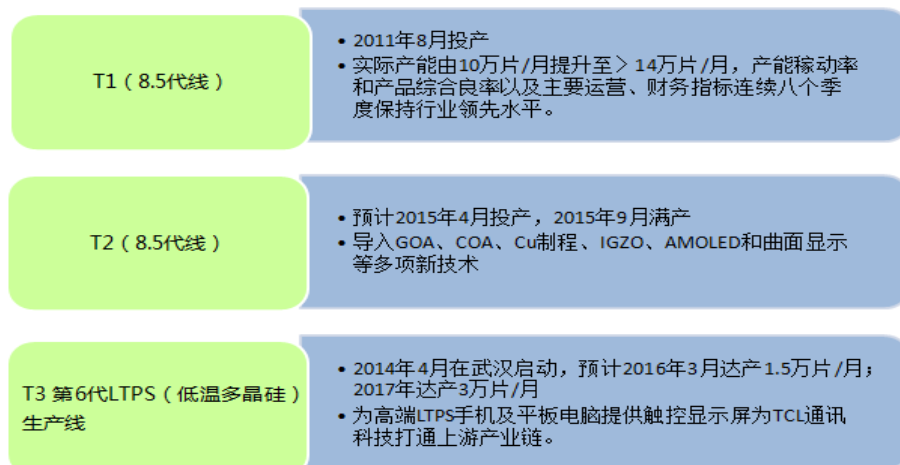 T1（8.5代线）
• 2011年8月投产
• 实际产能由10万片/月提升至＞14万片/月，产能稼动率
和产品综合良率以及主要运营、财务指标连续八个季
度保持行业领先水平。
T2（8.5代线）
• 预计2015年4月投产，2015年9月满产
• 导入GOA、COA、Cu制程、IGZO、AMOLED和曲面显示
等多项新技术
T3 第6代LTPS（低温多晶硅）
生产线
• 2014年4月在武汉启动，预计2016年3月达产1.5万片/月；
2017年达产3万片/月
• 为高端LTPS手机及平板电脑提供触控显示屏为TCL通讯
科技打通上游产业链。